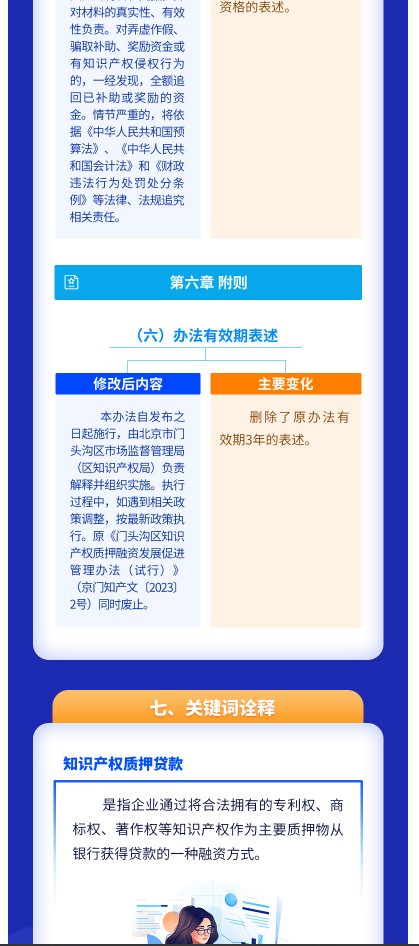 对材料的真实性、有效
性负责。对弄虚作假、
骗取补助、奖励资金或
有知识产权侵权行为
的，一经发现，全额追
回已补助或奖励的资
金。情节严重的，将依
据《中华人民共和国预
算法》、《中华人民共
和国会计法》和《财政
违法行为处罚处分条
例》等法律、法规追究
相关责任。
资格的表述。
第六章 附则
（六）办法有效期表述
修改后内容
本办法自发布之
日起施行，由北京市门
头沟区市场监督管理局
（区知识产权局）负责
解释并组织实施。执行
过程中，如遇到相关政
策调整，按最新政策执
行。原《门头沟区知识
产权质押融资发展促进
管理办法（试行）》
（京门知产文〔2023〕
2号）同时废止。
主要变化
删除了原办法有
效期3年的表述。
七、关键词诠释
知识产权质押贷款
是指企业通过将合法拥有的专利权、商
标权、著作权等知识产权作为主要质押物从
银行获得贷款的一种融资方式。